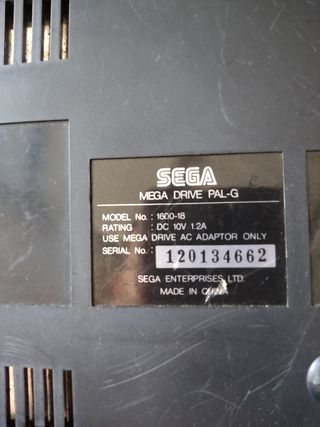 SEGA
MEGA DRIVE PAL-G
MODEL No. : 1600-18
RATING : DC 10V 1.2A
USE MEGA DRIVE AC ADAPTOR ONLY
SERIAL No. : 120134662
SEGA ENTERPRISES, LTD.
MADE IN CHINA